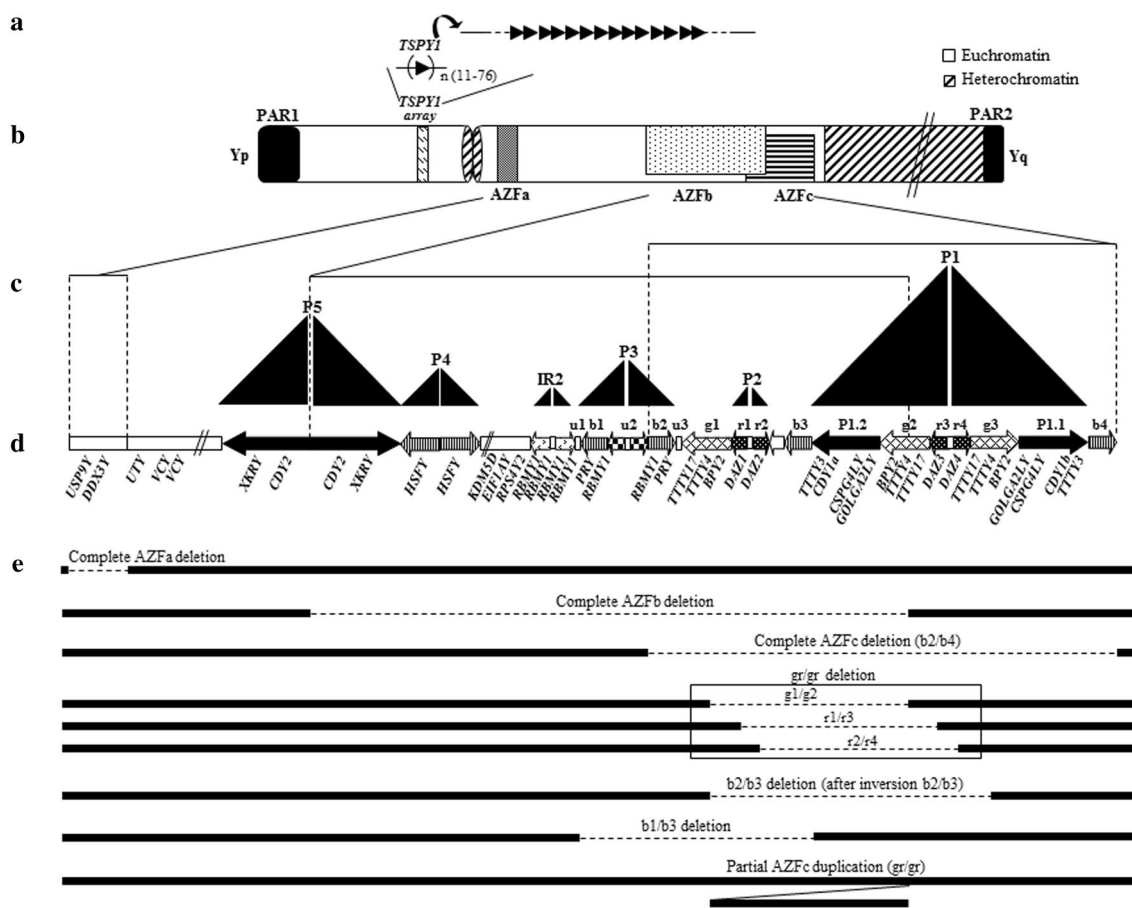 a
TSPY1
n (11-76)
Euchromatin
Heterochromatin
TSPY1
array
b
PAR1
PAR2
Yp
Yq
AZFa
AZFb
AZFc
c
P5
P4
IR2
P3
P2
P1
d
u1 b1 u2 b2 u3 g1 r1 r2 b3 P1.2 g2 r3 r4 g3 P1.1 b4
USP9Y
DDX3Y
UTY
VCY
VCY
XKRY
CDY2
CDY2
XKRY
HSFY
HSFY
KDM5D
EIF1AY
RPS4Y2
RBMY1
RBMY1
RBMY1
RBMY1
PRY
RBMY1
RBMY1
PRY
TTTY17
TTTY4
BPY2
DAZ1
DAZ2
TTTY3
CDY1a
CSPG4LY
GOLGA2LY
BPY2
TTTY4
TTTY17
DAZ3
DAZ4
TTTY17
TTTY4
BPY2
GOLGA2LY
CSPG4LY
CDY1b
TTTY3
e
Complete AZFa deletion
Complete AZFb deletion
Complete AZFc deletion (b2/b4)
gr/gr deletion
g1/g2
r1/r3
r2/r4
b2/b3 deletion (after inversion b2/b3)
b1/b3 deletion
Partial AZFc duplication (gr/gr)